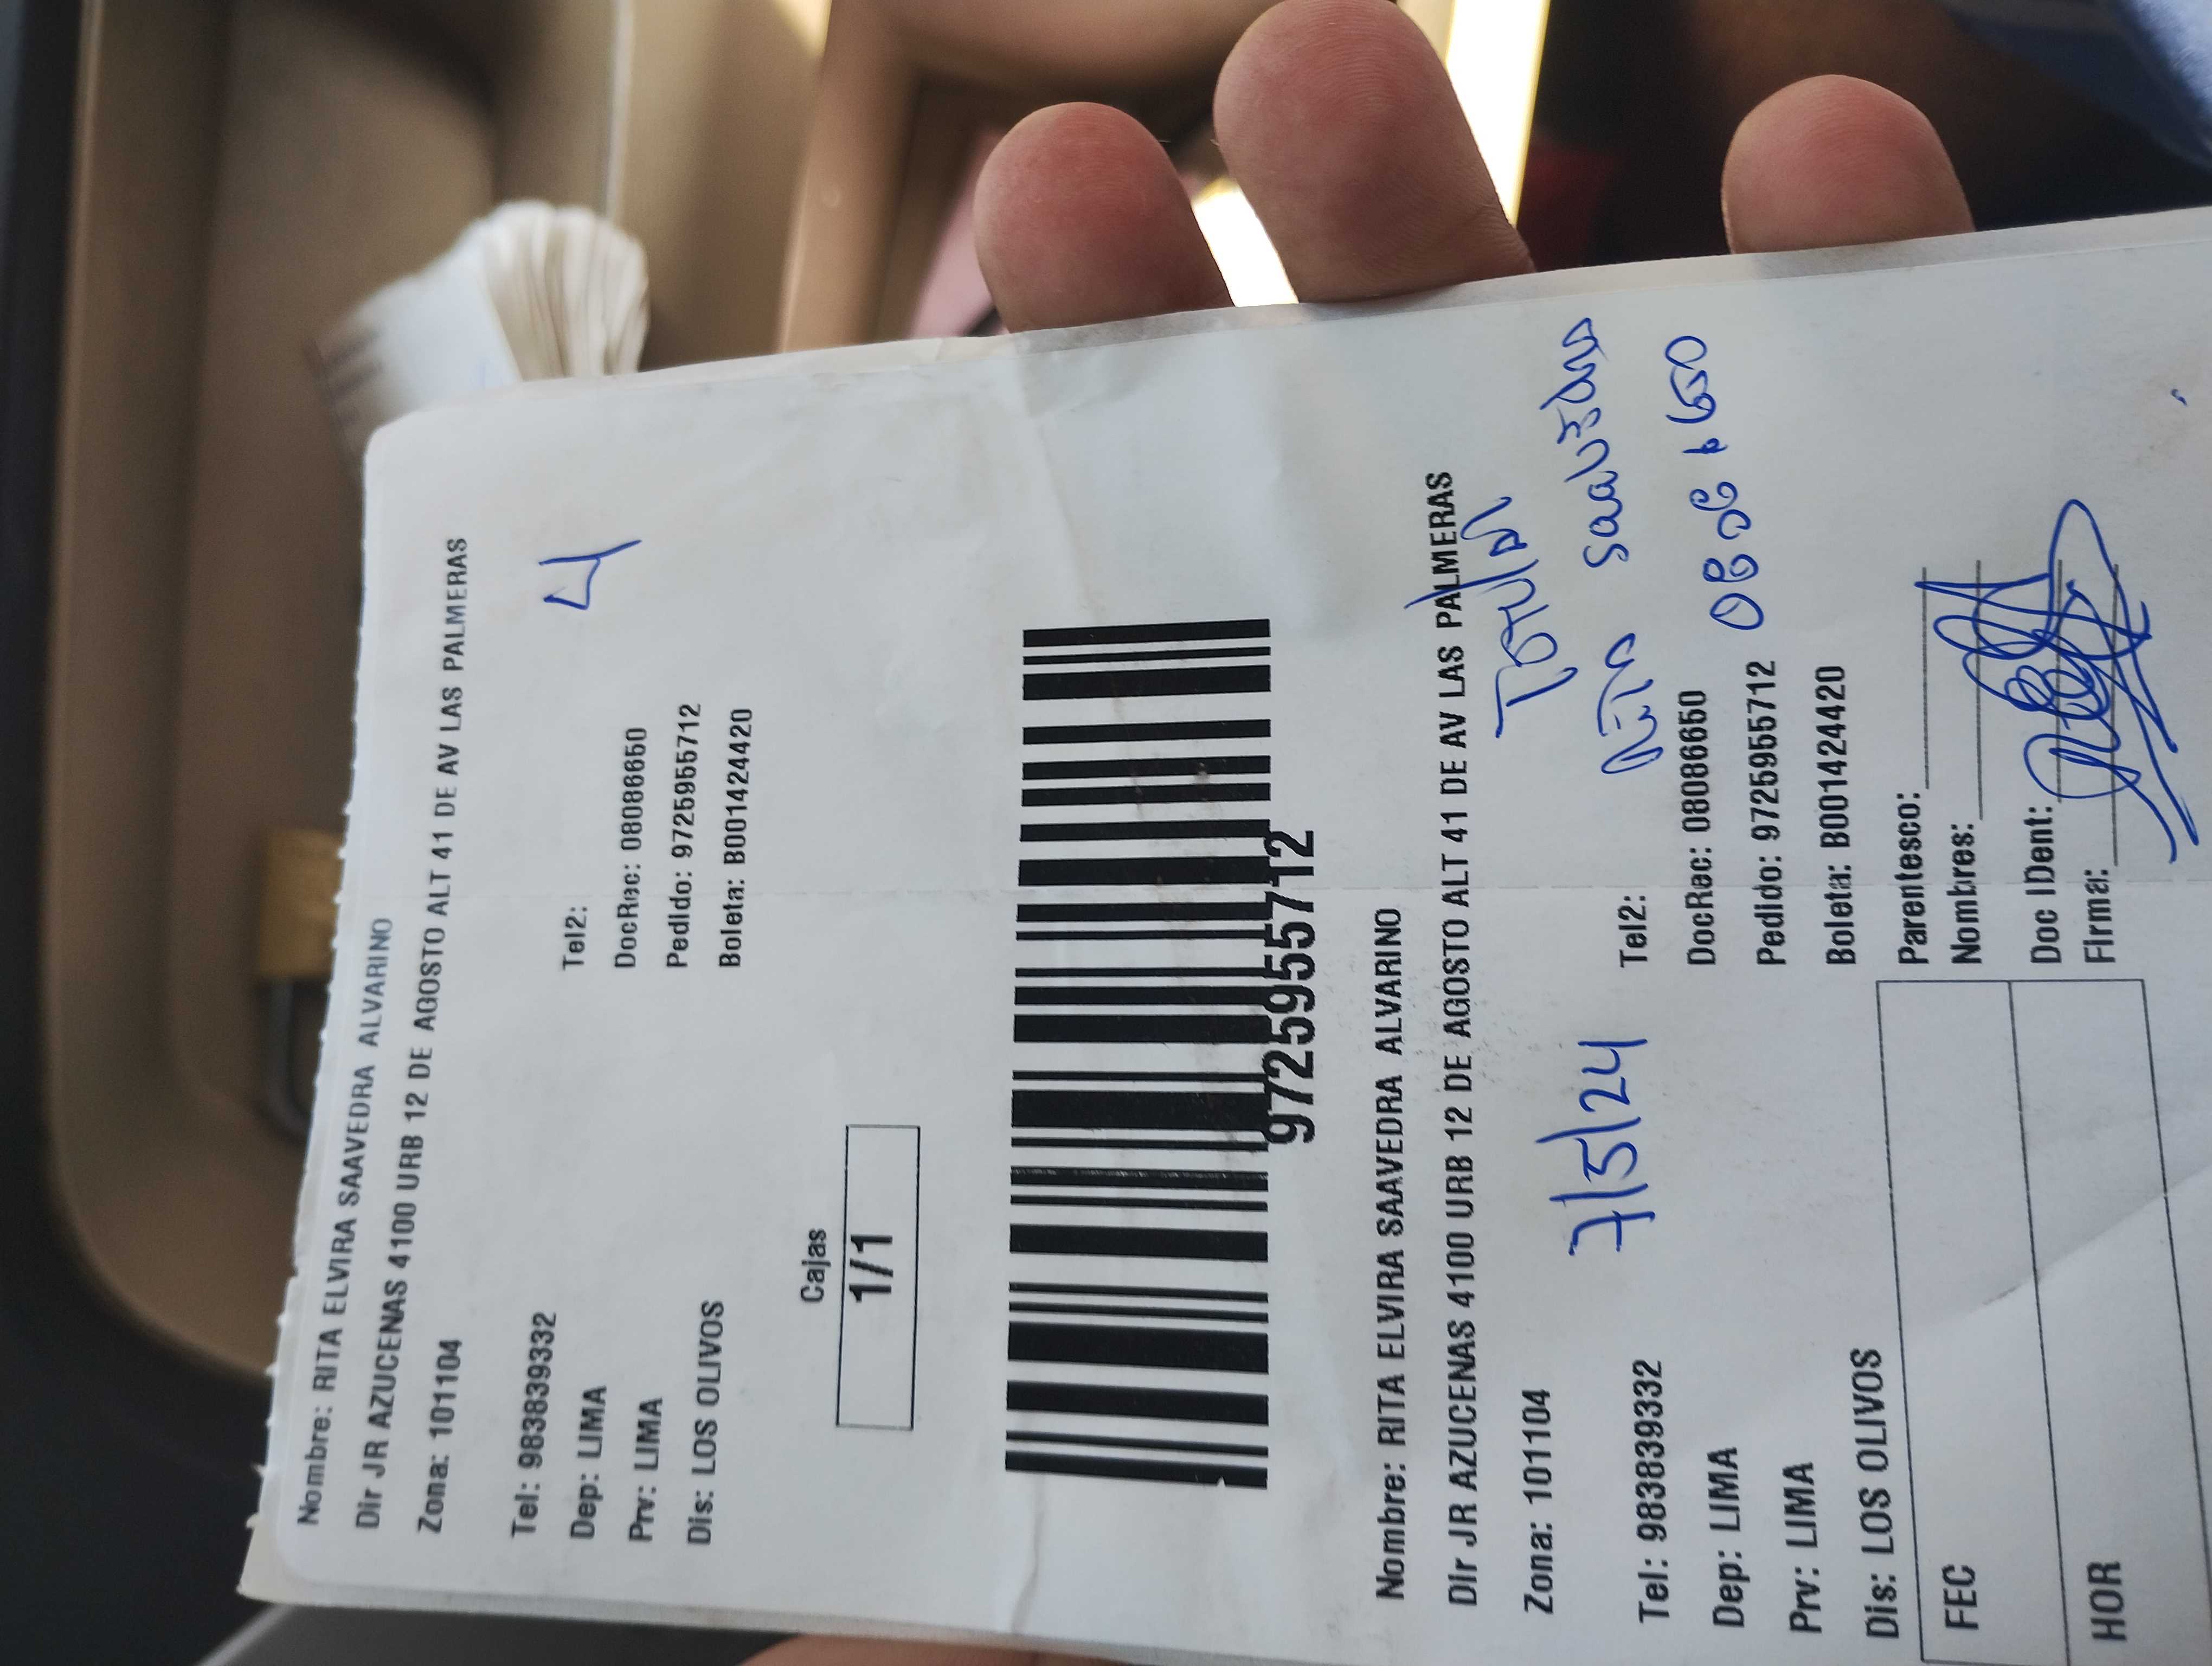 Nombre: RITA ELVIRA SAAVEDRA ALVARINO
Dir JR AZUCENAS 4100 URB 12 DE AGOSTO ALT 41 DE AV LAS PALMERAS
Zona: 101104
Tel: 983839332
Tel2:
Dep: LIMA
DocRec: 08086650
Prv: LIMA
Pedido: 9725955712
Dis: LOS OLIVOS
Boleta: B001424420
Cajas
1/1
9725955712
Nombre: RITA ELVIRA SAAVEDRA ALVARINO
Dir JR AZUCENAS 4100 URB 12 DE AGOSTO ALT 41 DE AV LAS PALMERAS
Zona: 101104
7/5/24
Titular
Rita Saavedra
Tel: 983839332
Tel2:
Dep: LIMA
DocRec: 08086650
Prv: LIMA
Pedido: 9725955712
Dis: LOS OLIVOS
Boleta: B001424420
FEC
Parentesco:
Nombres:
HOR
Doc IDent:
Firma: